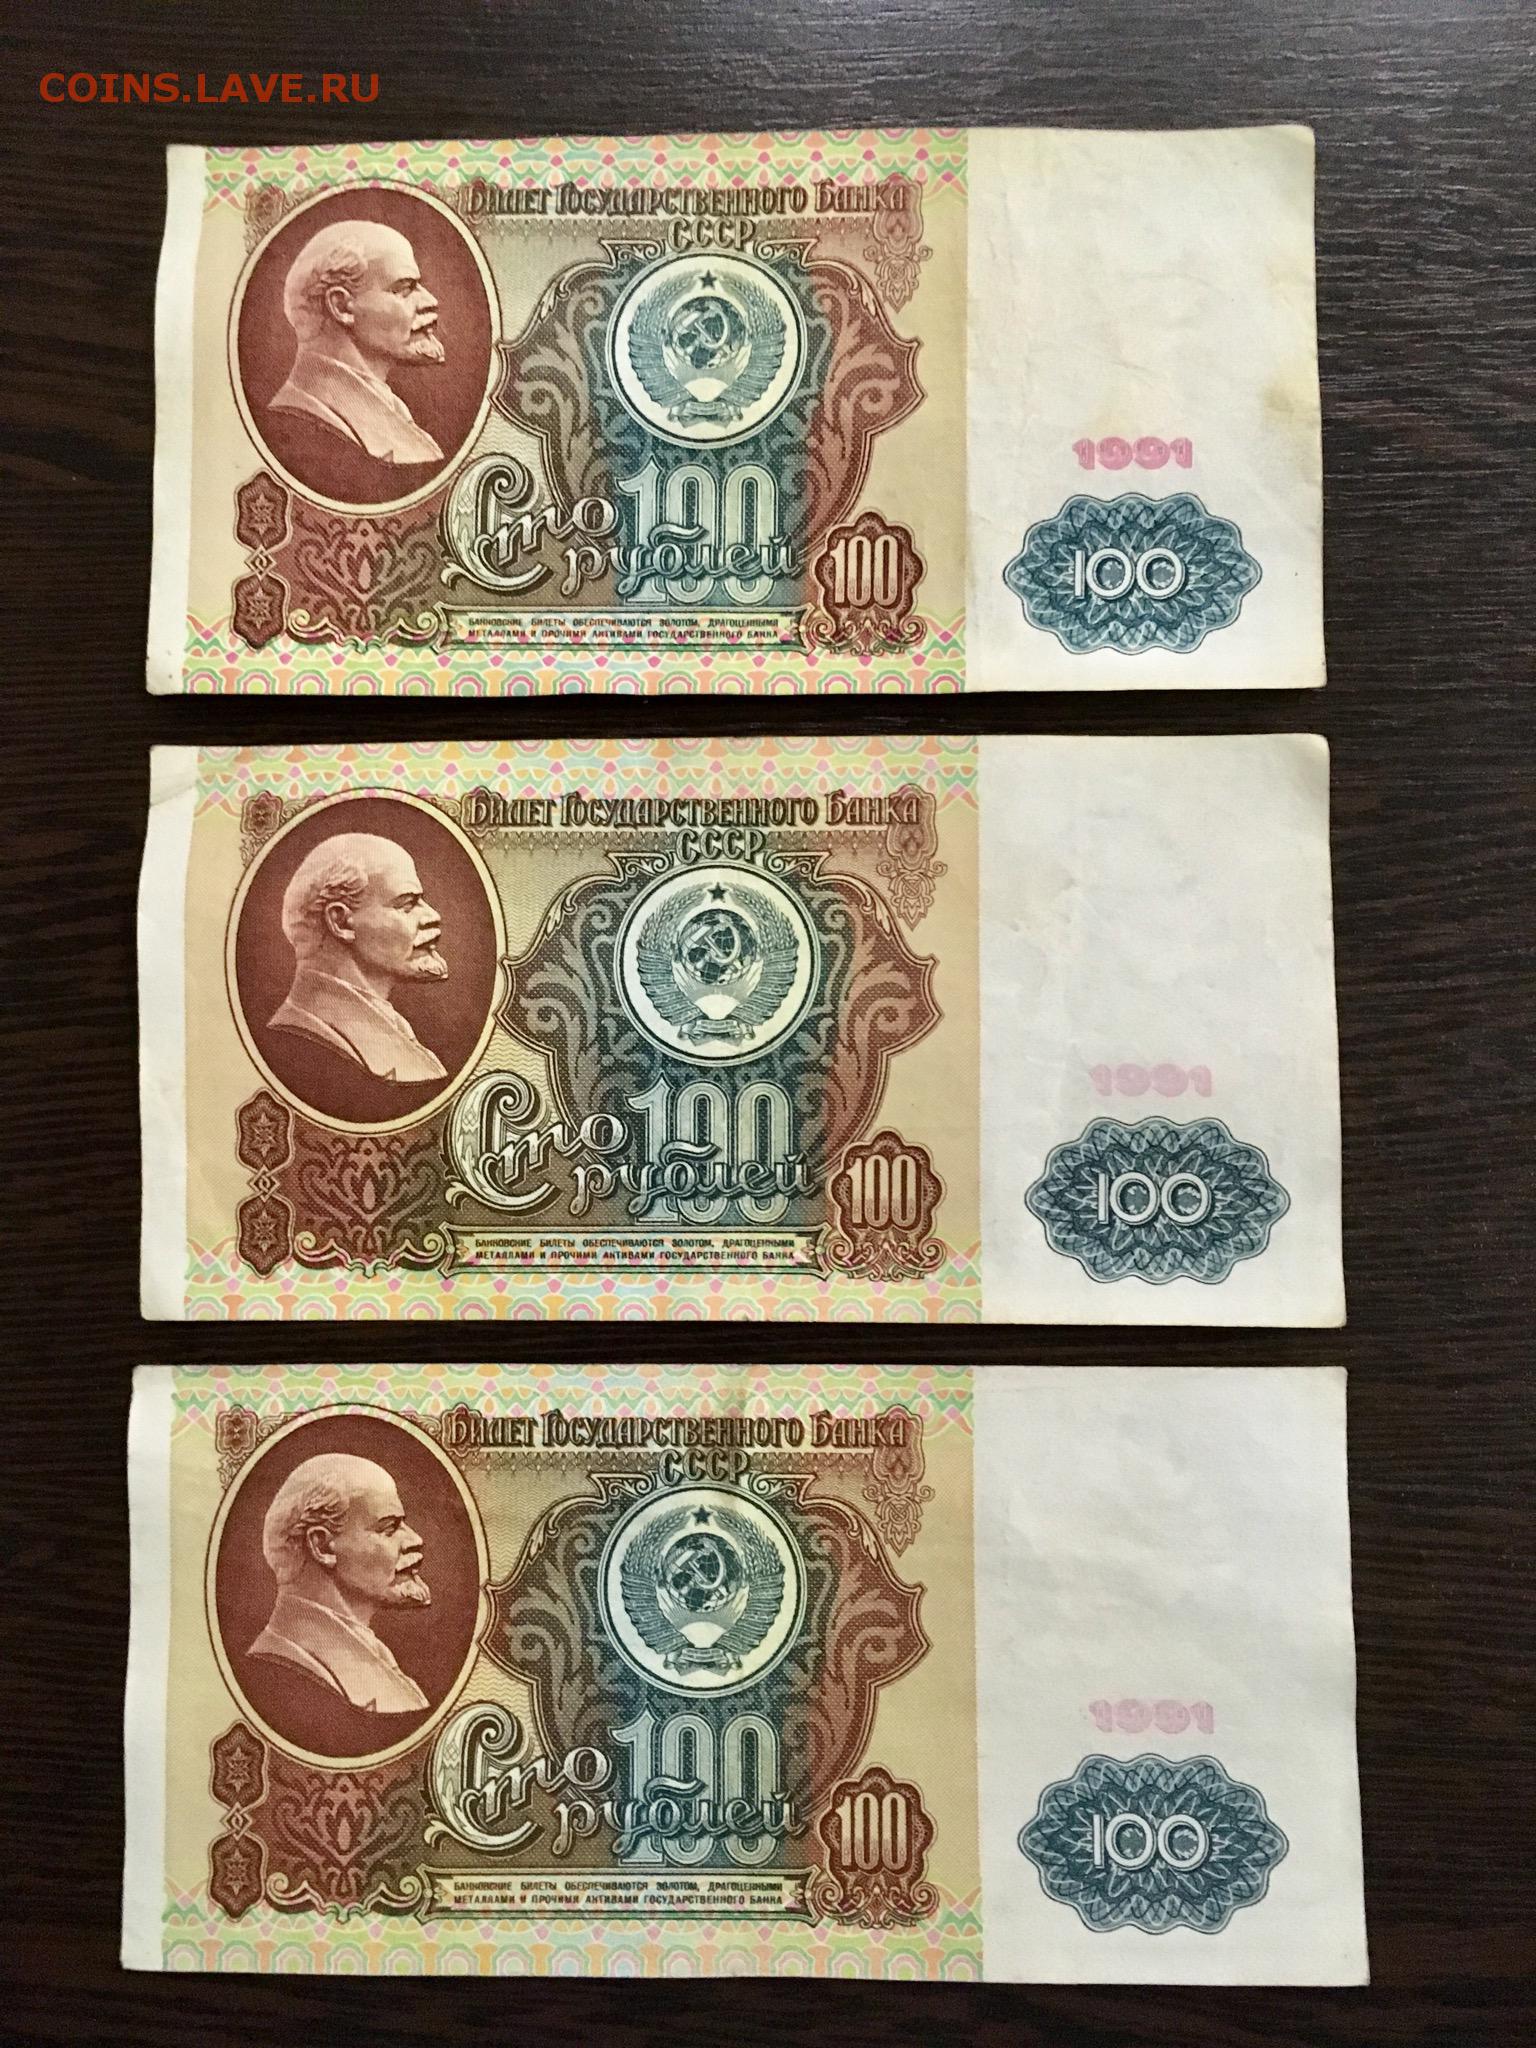 COINS.LAVE.RU
Билет Государственного Банка
СССР
1991
100
Сто
рублей
100
100
Банковские билеты обеспечиваются золотом, драгоценными
металлами и прочими активами Государственного банка
Билет Государственного Банка
СССР
1991
100
Сто
рублей
100
100
Банковские билеты обеспечиваются золотом, драгоценными
металлами и прочими активами Государственного банка
Билет Государственного Банка
СССР
1991
100
Сто
рублей
100
100
Банковские билеты обеспечиваются золотом, драгоценными
металлами и прочими активами Государственного банка